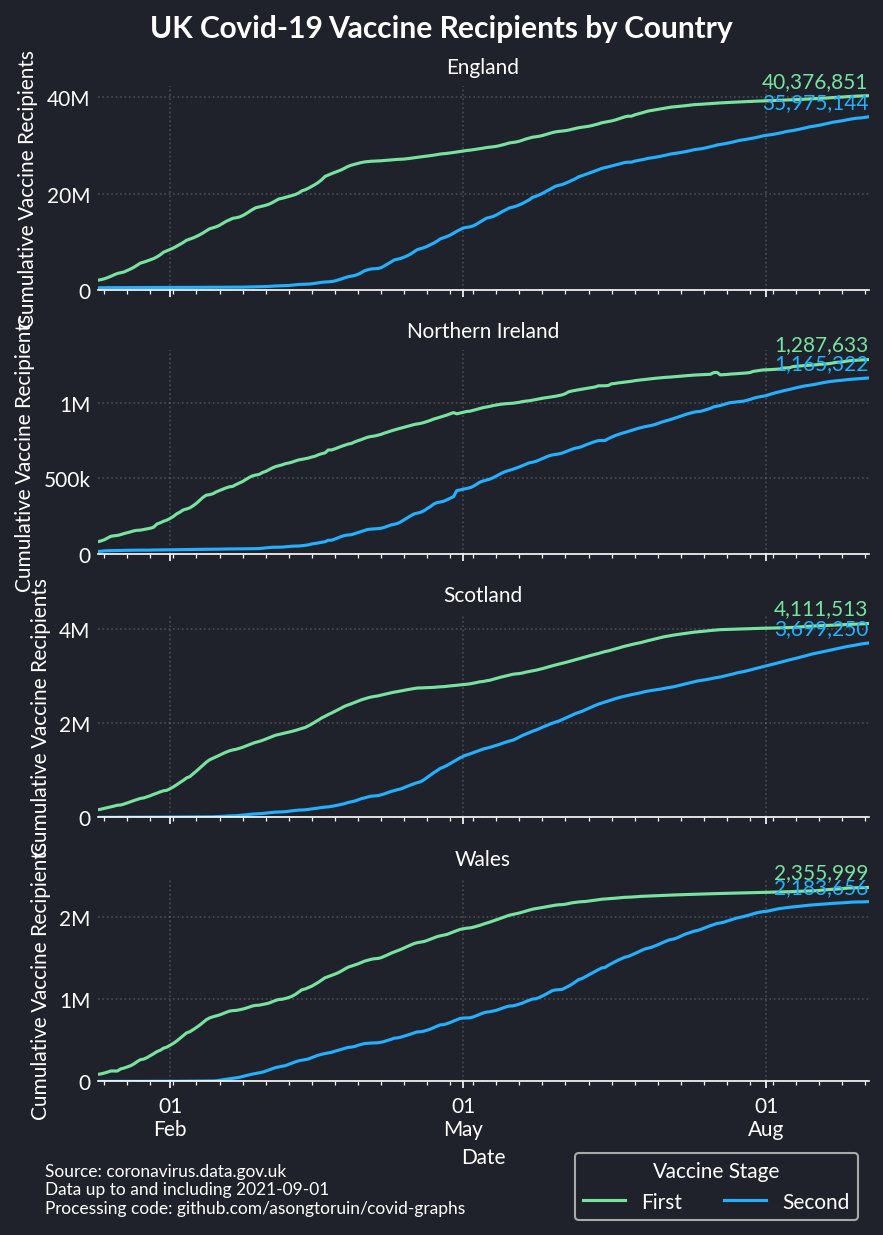 UK Covid-19 Vaccine Recipients by Country
England
Cumulative Vaccine Recipients
40M
20M
0
40,376,851
35,975,144
Northern Ireland
Cumulative Vaccine Recipients
1M
500k
0
1,287,633
1,165,322
Scotland
Cumulative Vaccine Recipients
4M
2M
0
4,111,513
3,699,250
Wales
Cumulative Vaccine Recipients
2M
1M
0
2,355,999
2,183,656
01
Feb
01
May
01
Aug
Date
Source: coronavirus.data.gov.uk
Data up to and including 2021-09-01
Processing code: github.com/asongtoruin/covid-graphs
Vaccine Stage
First
Second